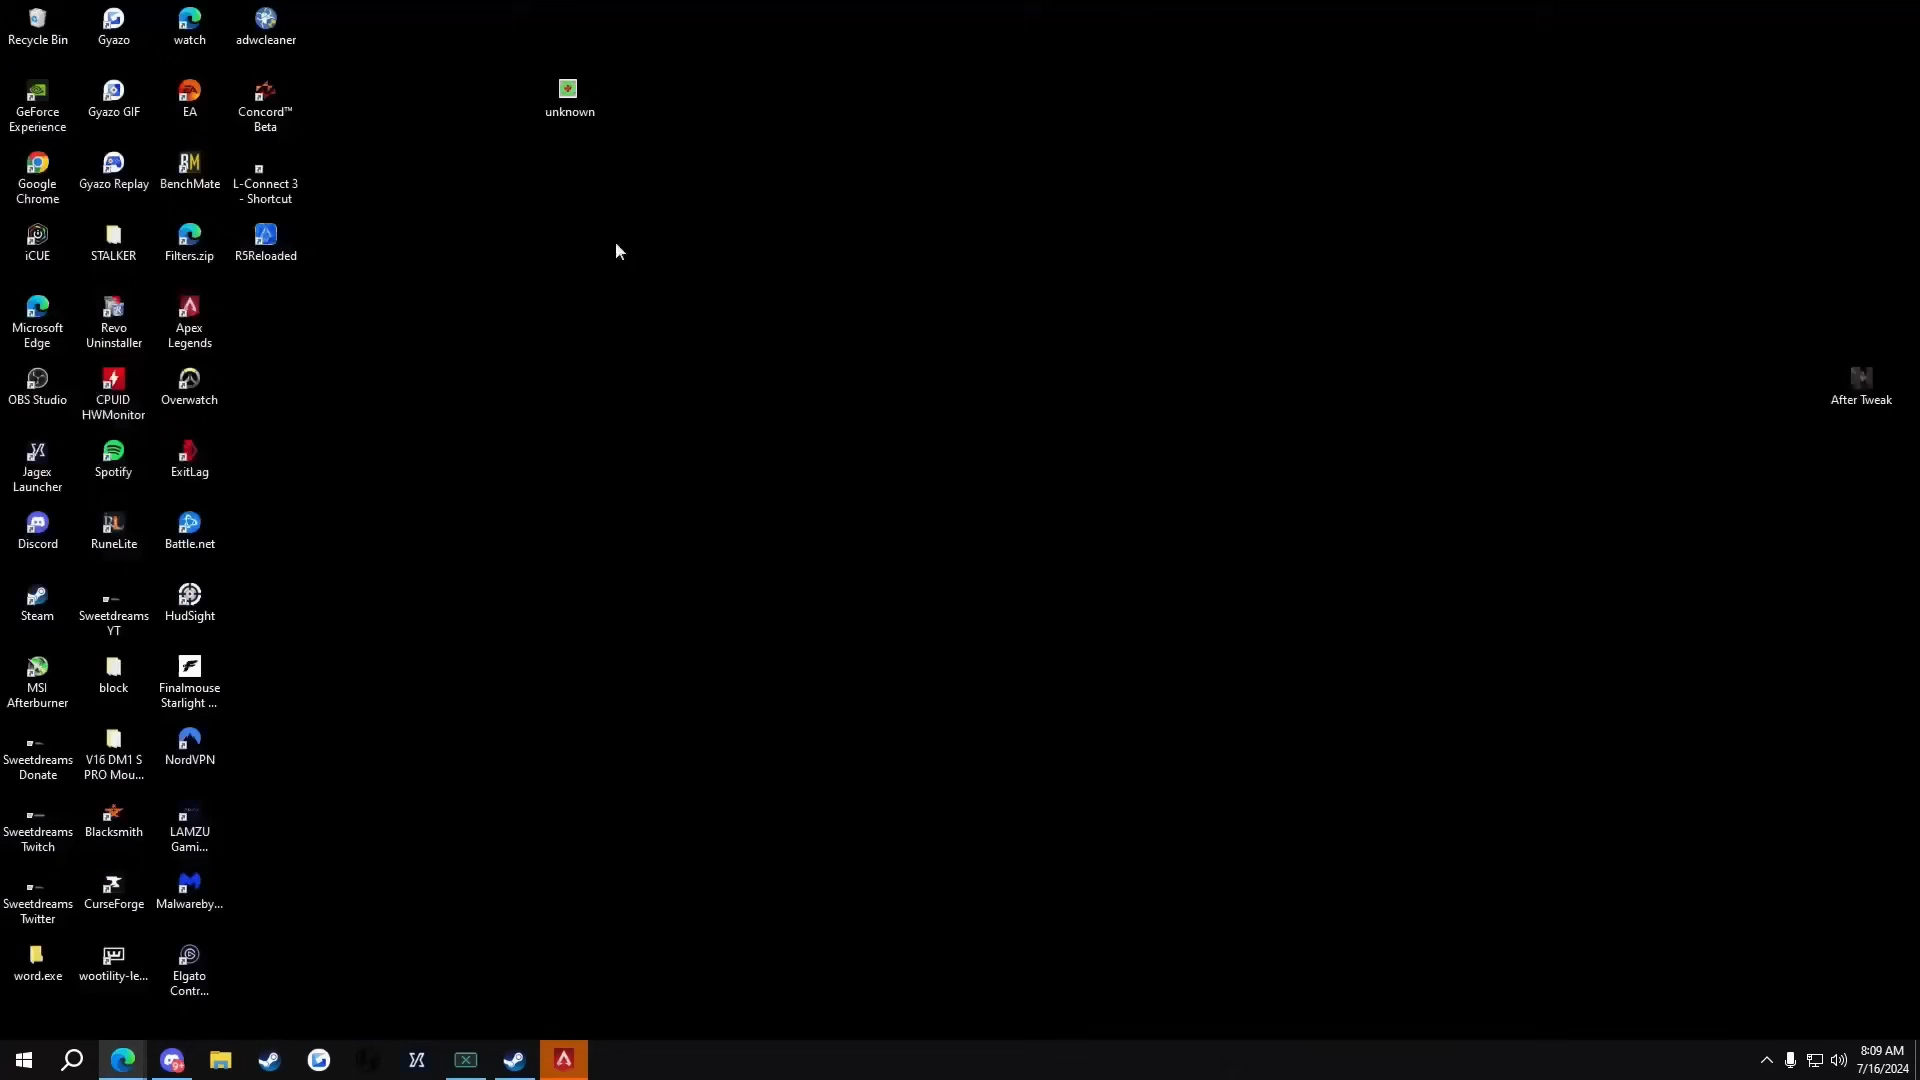 Recycle Bin
Gyazo
watch
adwcleaner
GeForce
Experience
Gyazo GIF
EA
Concord™
Beta
unknown
Google
Chrome
Gyazo Replay
BM
BenchMate
L-Connect 3
- Shortcut
iCUE
STALKER
Filters.zip
R5Reloaded
Microsoft
Edge
Revo
Uninstaller
Apex
Legends
OBS Studio
CPUID
HWMonitor
Overwatch
After Tweak
Jagex
Launcher
Spotify
ExitLag
Discord
RL
RuneLite
Battle.net
Steam
Sweetdreams
YT
HudSight
MSI
Afterburner
block
Finalmouse
Starlight ...
Sweetdreams
Donate
V16 DM1 S
PRO Mou...
NordVPN
Sweetdreams
Twitch
Blacksmith
LAMZU
Gami...
Sweetdreams
Twitter
CurseForge
Malwareby...
word.exe
wootility-le...
Elgato
Contr...
9+
8:09 AM
7/16/2024